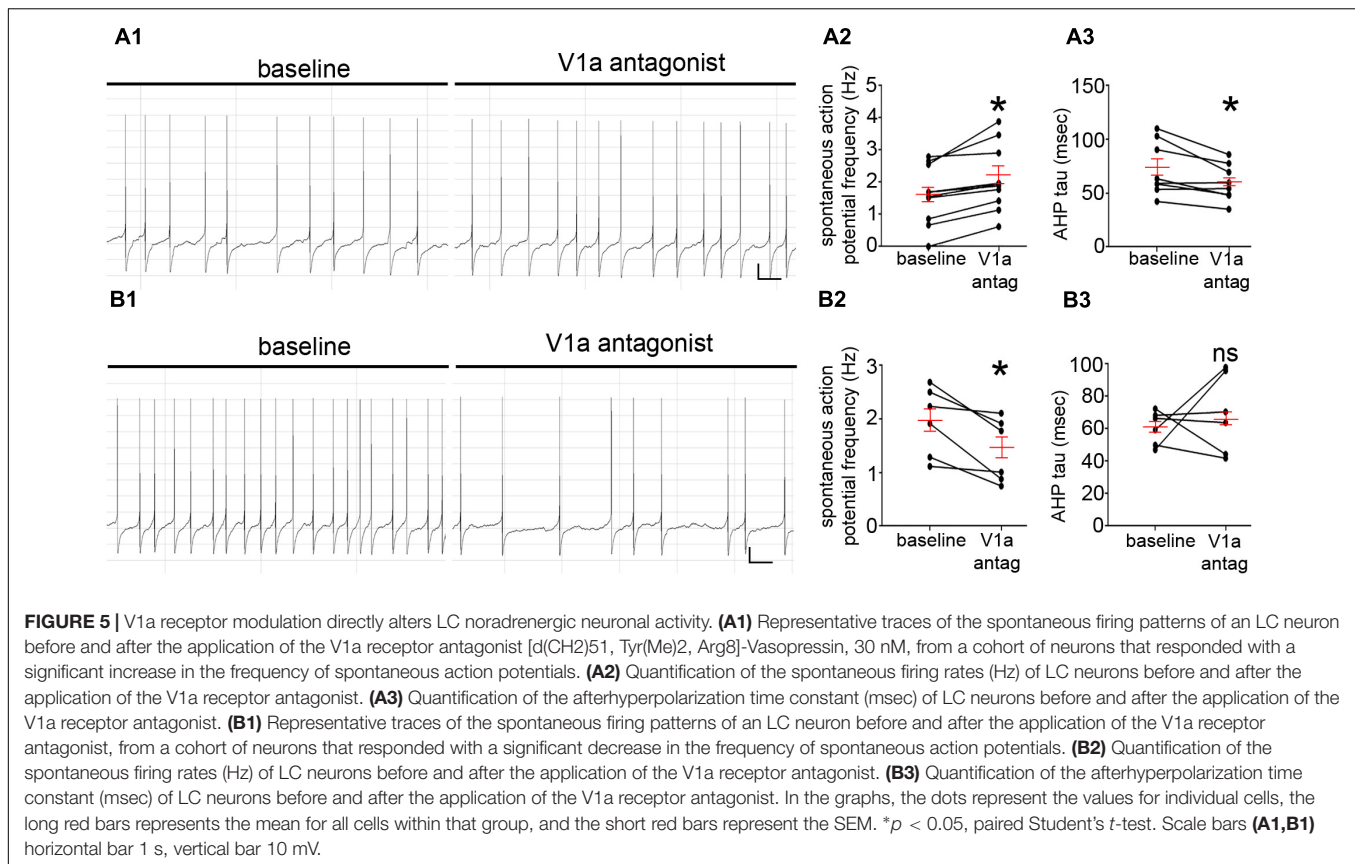 A1
baseline
V1a antagonist
A2
spontaneous action
potential frequency (Hz)
5
4
3
2
1
0
*
baseline
V1a
antag
A3
AHP tau (msec)
150
100
50
0
*
baseline
V1a
antag
B1
baseline
V1a antagonist
B2
spontaneous action
potential frequency (Hz)
3
2
1
0
*
baseline
V1a
antag
B3
AHP tau (msec)
100
80
60
40
20
0
ns
baseline
V1a
antag
FIGURE 5 | V1a receptor modulation directly alters LC noradrenergic neuronal activity. (A1) Representative traces of the spontaneous firing patterns of an LC neuron
before and after the application of the V1a receptor antagonist [d(CH2)51, Tyr(Me)2, Arg8]-Vasopressin, 30 nM, from a cohort of neurons that responded with a
significant increase in the frequency of spontaneous action potentials. (A2) Quantification of the spontaneous firing rates (Hz) of LC neurons before and after the
application of the V1a receptor antagonist. (A3) Quantification of the afterhyperpolarization time constant (msec) of LC neurons before and after the application of the
V1a receptor antagonist. (B1) Representative traces of the spontaneous firing patterns of an LC neuron before and after the application of the V1a receptor
antagonist, from a cohort of neurons that responded with a significant decrease in the frequency of spontaneous action potentials. (B2) Quantification of the
spontaneous firing rates (Hz) of LC neurons before and after the application of the V1a receptor antagonist. (B3) Quantification of the afterhyperpolarization time
constant (msec) of LC neurons before and after the application of the V1a receptor antagonist. In the graphs, the dots represent the values for individual cells, the
long red bars represents the mean for all cells within that group, and the short red bars represent the SEM. *p < 0.05, paired Student's t-test. Scale bars (A1,B1)
horizontal bar 1 s, vertical bar 10 mV.